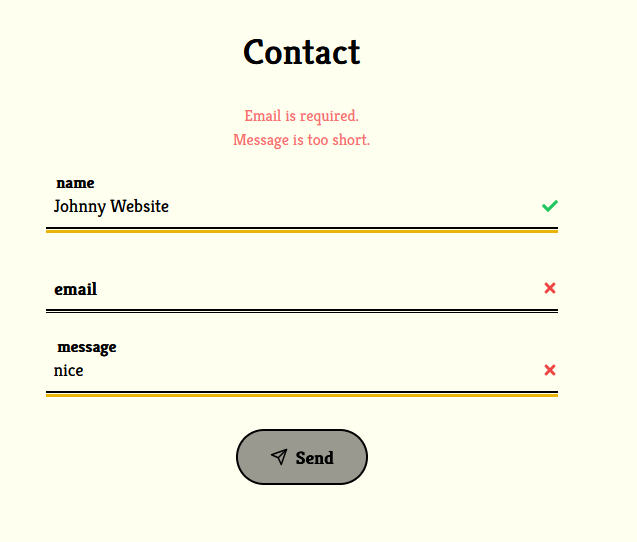 Contact
Email is required.
Message is too short.
name
Johnny Website
email
message
nice
Send